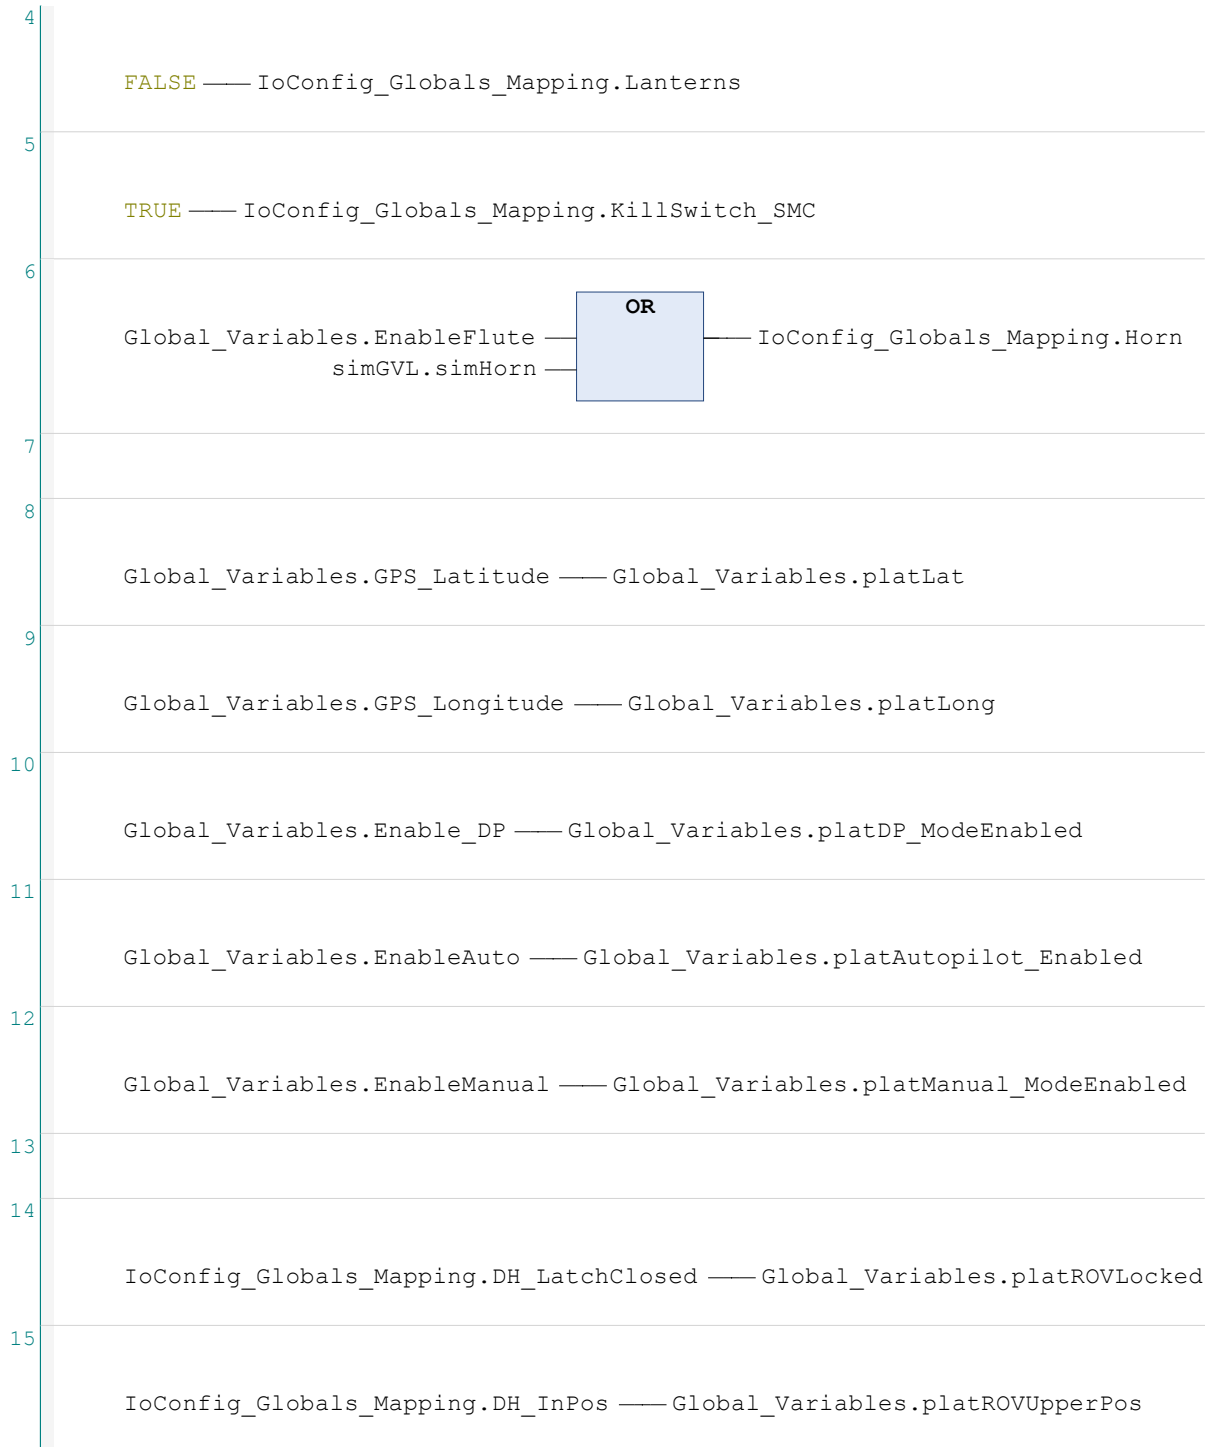 4
FALSE IoConfig_Globals_Mapping.Lanterns
5
TRUE IoConfig_Globals_Mapping.KillSwitch_SMC
6
OR
Global_Variables.EnableFlute IoConfig_Globals_Mapping.Horn
simGVL.simHorn
7
8
Global_Variables.GPS_Latitude Global_Variables.platLat
9
Global_Variables.GPS_Longitude Global_Variables.platLong
10
Global_Variables.Enable_DP Global_Variables.platDP_ModeEnabled
11
Global_Variables.EnableAuto Global_Variables.platAutopilot_Enabled
12
Global_Variables.EnableManual Global_Variables.platManual_ModeEnabled
13
14
IoConfig_Globals_Mapping.DH_LatchClosed Global_Variables.platROVLocked
15
IoConfig_Globals_Mapping.DH_InPos Global_Variables.platROVUpperPos